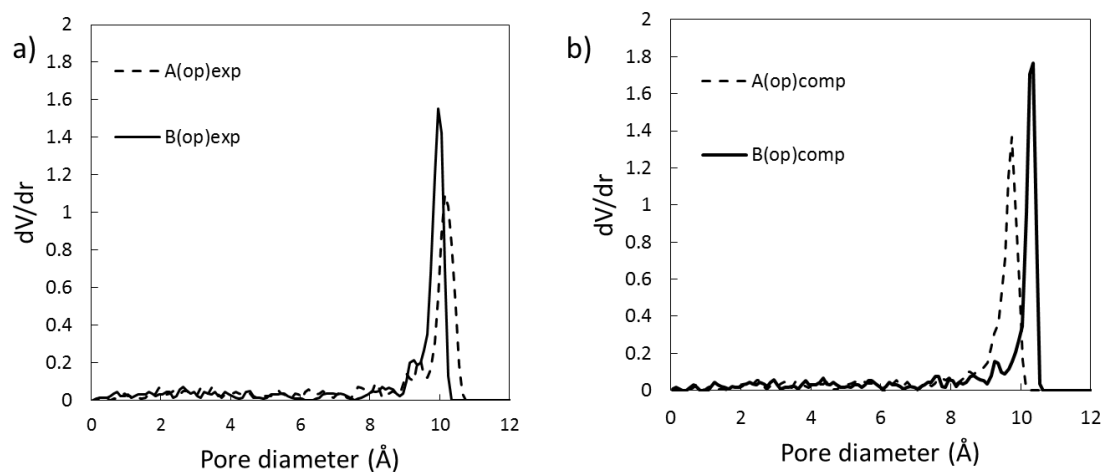 a)
2
1.8
1.6
1.4
1.2
1
0.8
0.6
0.4
0.2
0
dV/dr
A(op)exp
B(op)exp
0 2 4 6 8 10 12
Pore diameter (Å)
b)
2
1.8
1.6
1.4
1.2
1
0.8
0.6
0.4
0.2
0
dV/dr
A(op)comp
B(op)comp
0 2 4 6 8 10 12
Pore diameter (Å)